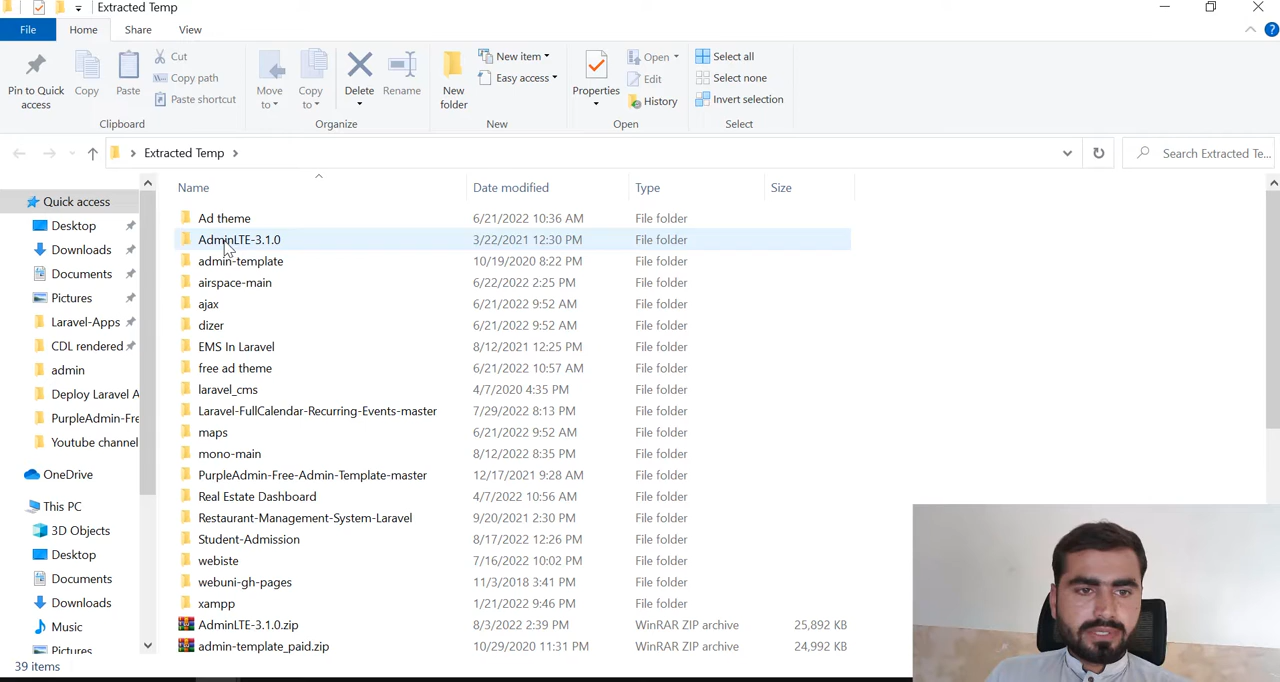 Extracted Temp
File Home Share View
Pin to Quick access
Copy
Paste
Cut
Copy path
Paste shortcut
Clipboard
Move to
Copy to
Delete
Rename
Organize
New folder
New item
Easy access
New
Properties
Open
Edit
History
Open
Select all
Select none
Invert selection
Select
Extracted Temp
Search Extracted Te...
Quick access
Desktop
Downloads
Documents
Pictures
Laravel-Apps
CDL rendered
admin
Deploy Laravel A
PurpleAdmin-Fre
Youtube channel
OneDrive
This PC
3D Objects
Desktop
Documents
Downloads
Music
Pictures
Name Date modified Type Size
Ad theme 6/21/2022 10:36 AM File folder
AdminLTE-3.1.0 3/22/2021 12:30 PM File folder
admin-template 10/19/2020 8:22 PM File folder
airspace-main 6/22/2022 2:25 PM File folder
ajax 6/21/2022 9:52 AM File folder
dizer 6/21/2022 9:52 AM File folder
EMS In Laravel 8/12/2021 12:25 PM File folder
free ad theme 6/21/2022 10:57 AM File folder
laravel_cms 4/7/2020 4:35 PM File folder
Laravel-FullCalendar-Recurring-Events-master 7/29/2022 8:13 PM File folder
maps 6/21/2022 9:52 AM File folder
mono-main 8/12/2022 8:35 PM File folder
PurpleAdmin-Free-Admin-Template-master 12/17/2021 9:28 AM File folder
Real Estate Dashboard 4/7/2022 10:56 AM File folder
Restaurant-Management-System-Laravel 9/20/2021 2:30 PM File folder
Student-Admission 8/17/2022 12:26 PM File folder
webiste 7/16/2022 10:02 PM File folder
webuni-gh-pages 11/3/2018 3:41 PM File folder
xampp 1/21/2022 9:46 PM File folder
AdminLTE-3.1.0.zip 8/3/2022 2:39 PM WinRAR ZIP archive 25,892 KB
admin-template_paid.zip 10/29/2020 11:31 PM WinRAR ZIP archive 24,992 KB
39 items